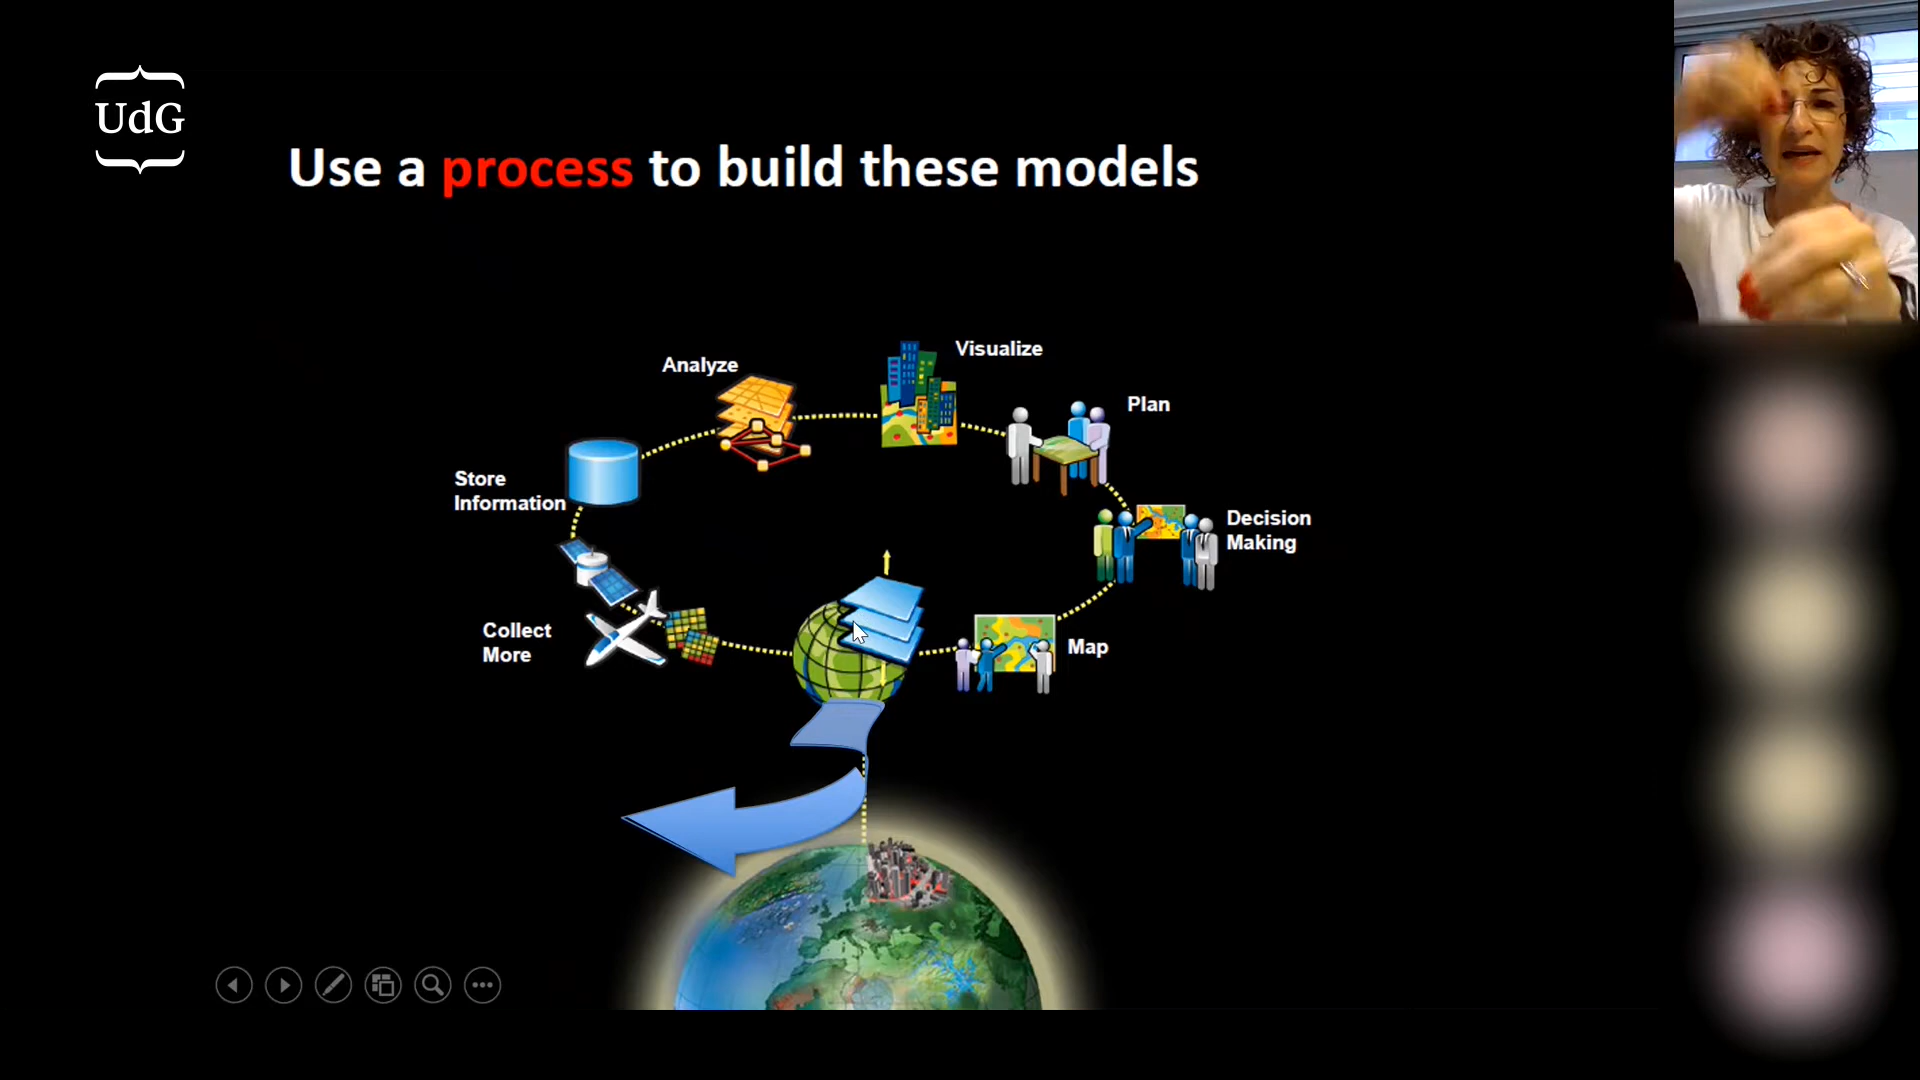 UdG
Use a process to build these models
Analyze
Visualize
Plan
Store
Information
Decision
Making
Collect
More
Map